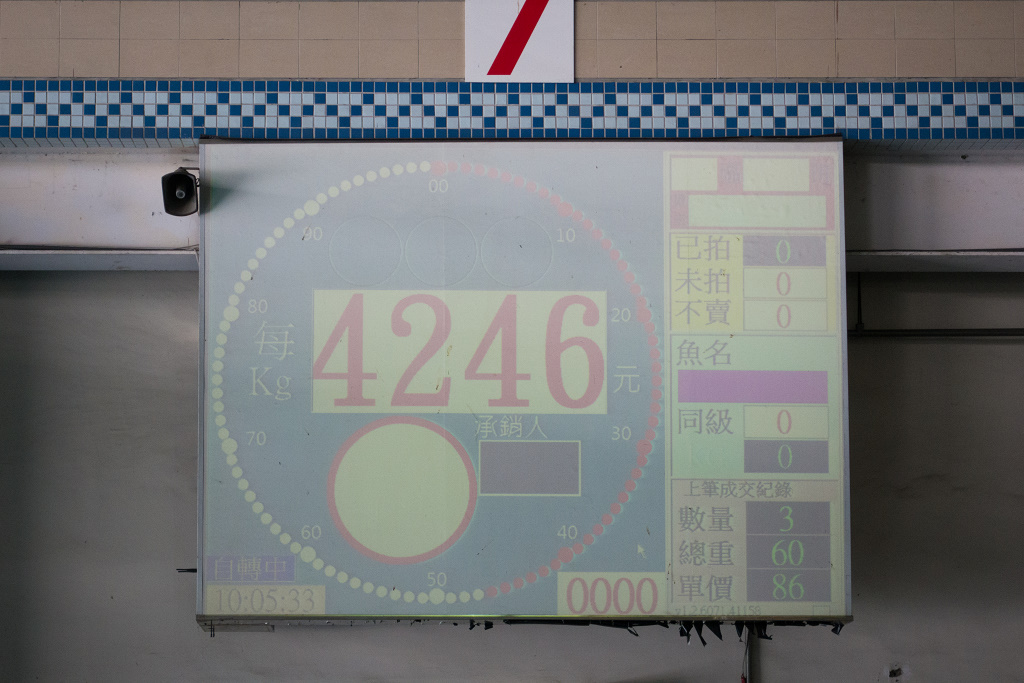 7
00
90
10
80
20
每
Kg
4246
元
70
30
承銷人
60
40
50
自轉中
10:05:33
0000
已拍 0
未拍 0
不賣 0
魚名
同級 0
0
上筆成交紀錄
數量 3
總重 60
單價 86